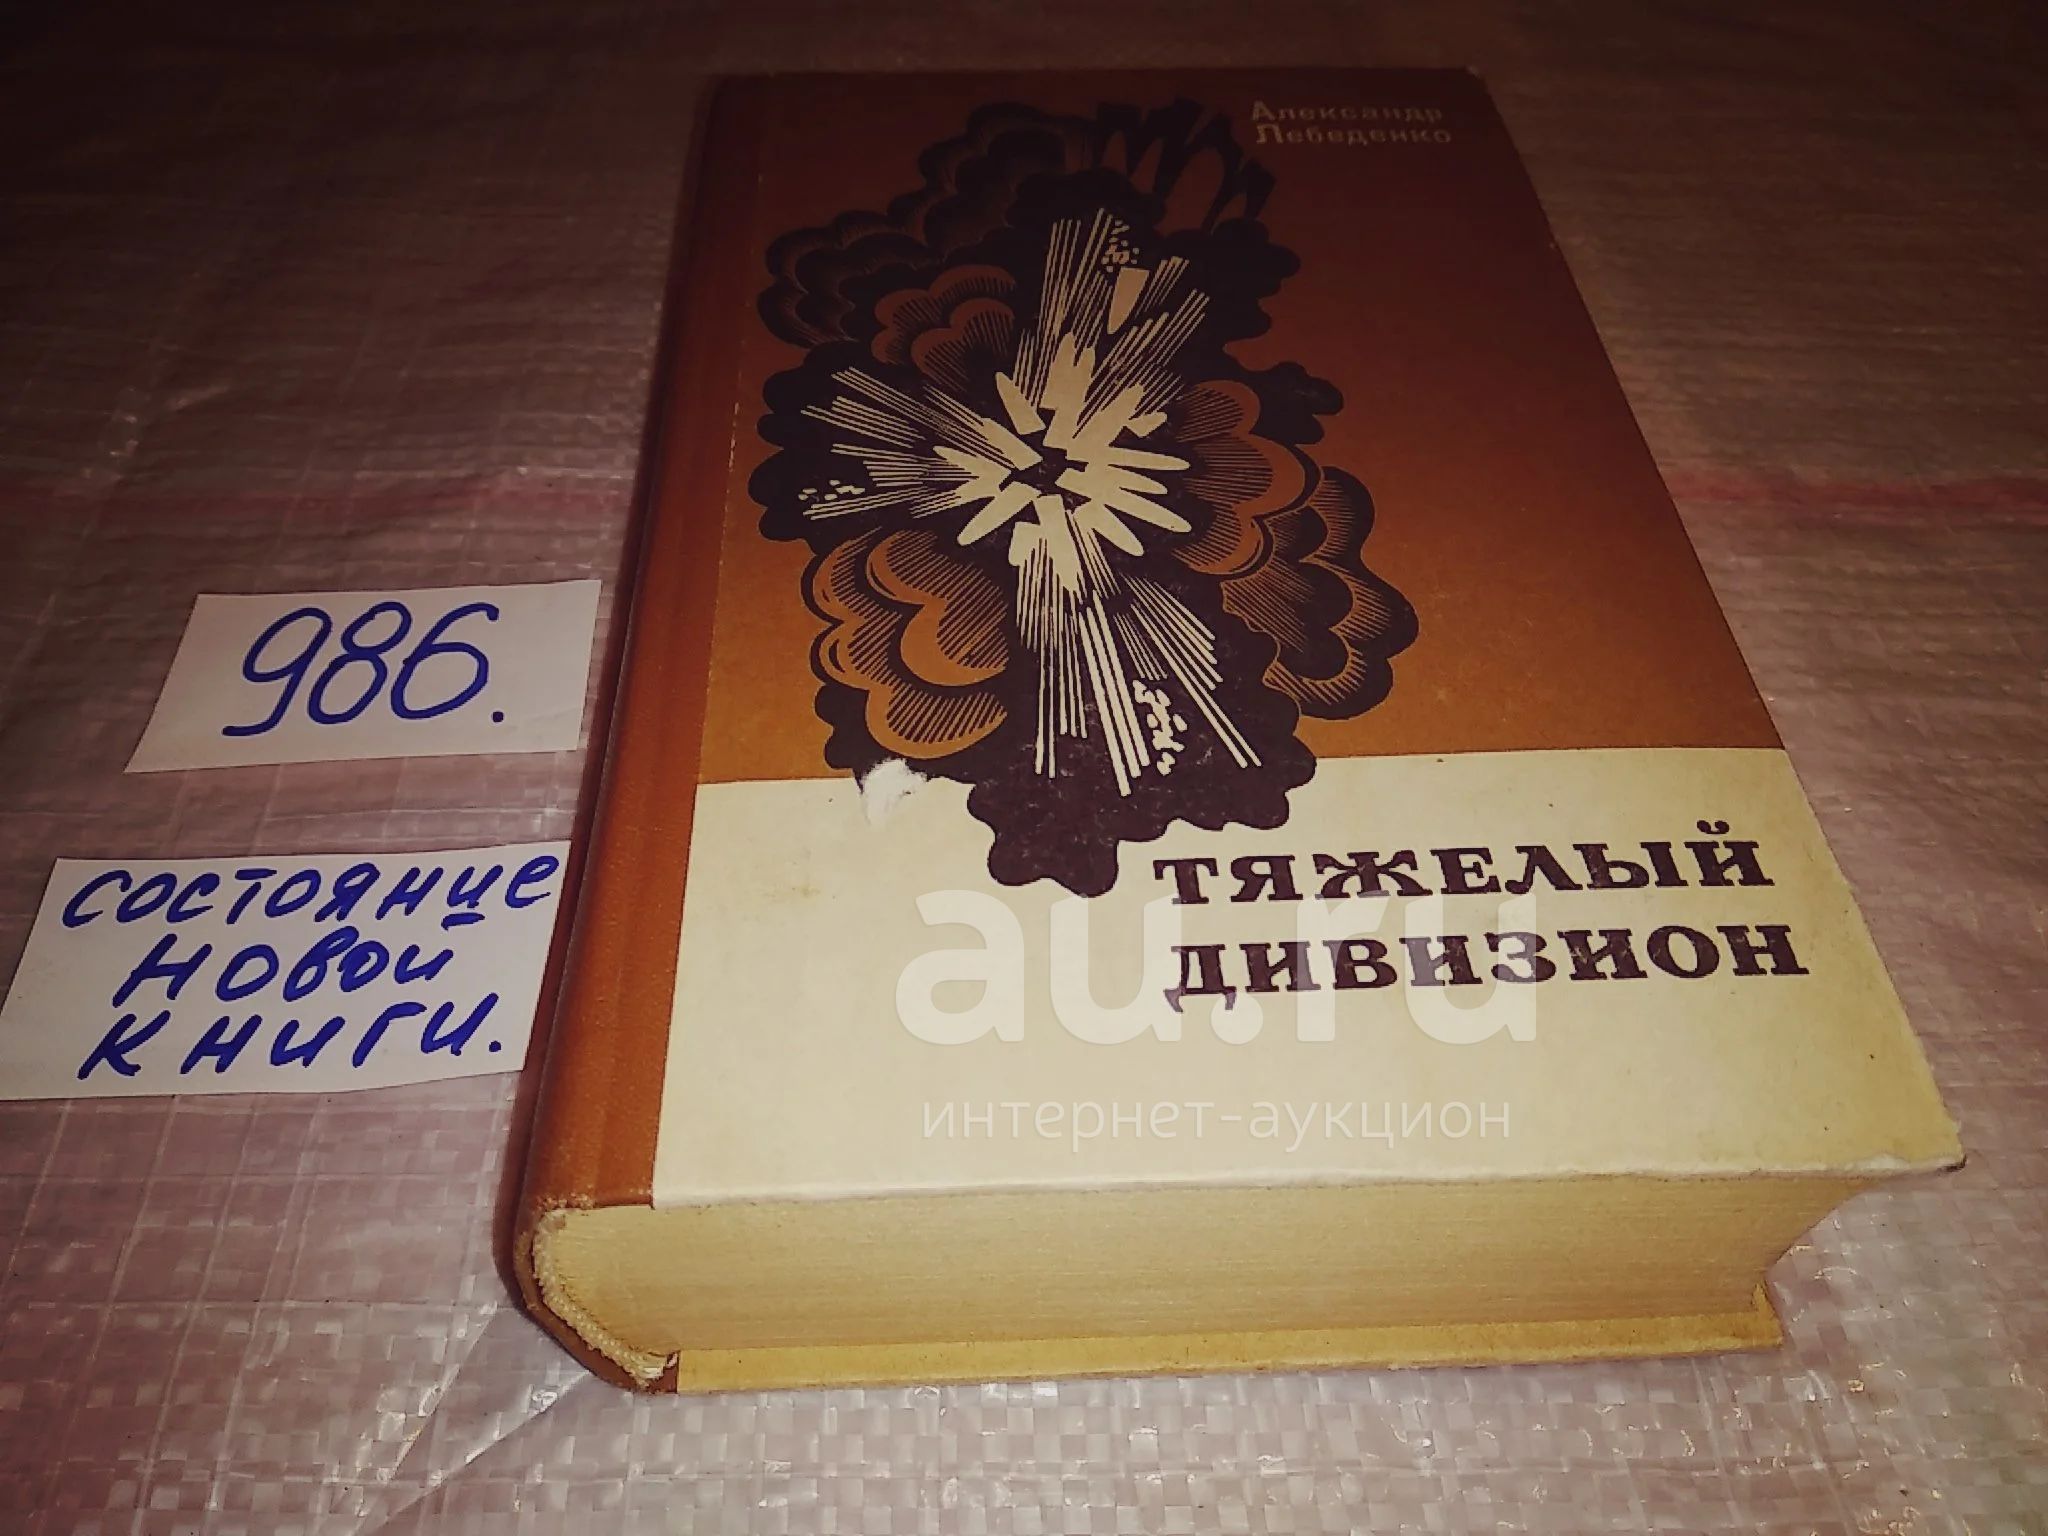 Александр
Лебеденко
986.
ТЯЖЕЛЫЙ
ДИВИЗИОН
состояние
новой
книги.
au.ru
интернет-аукцион